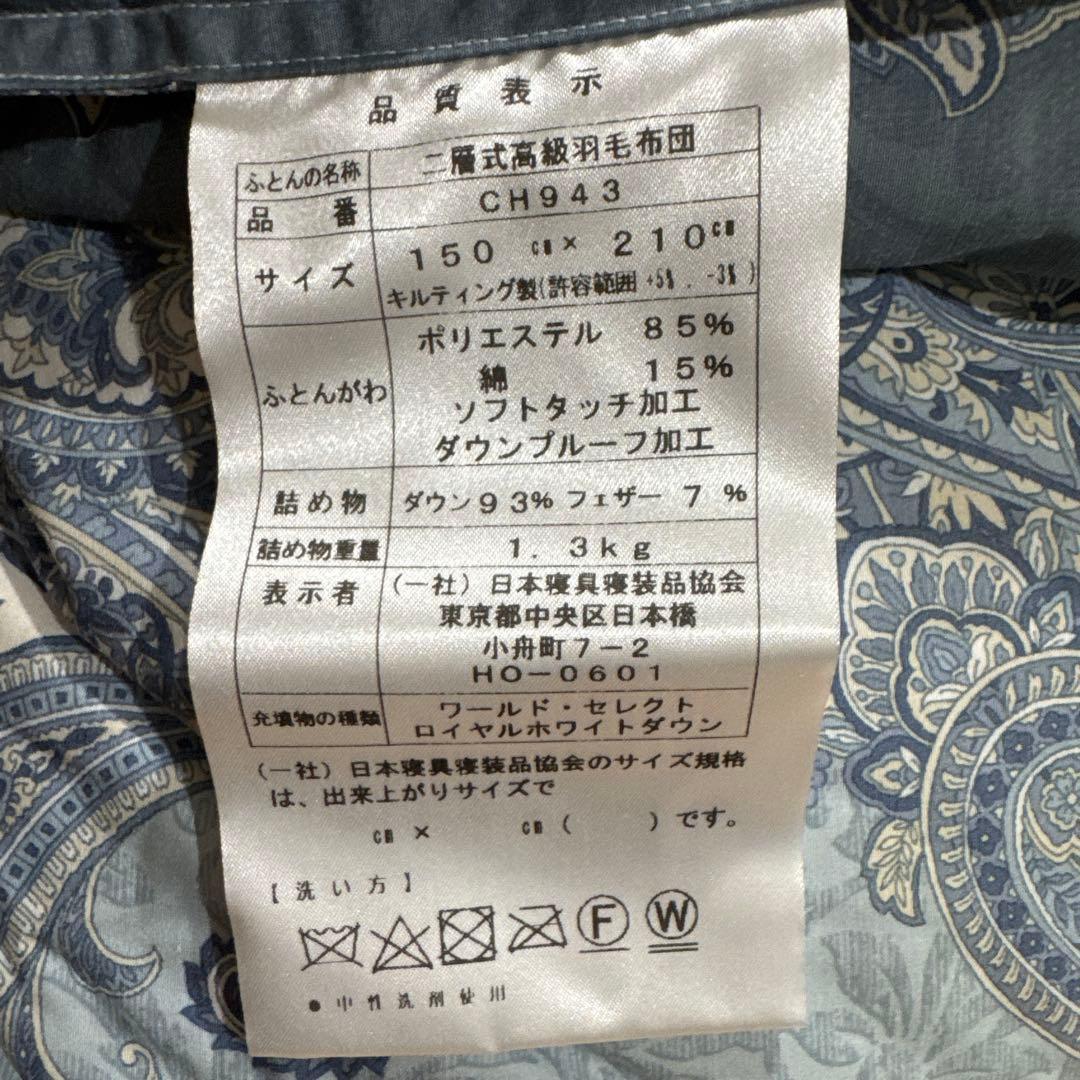 品質表示
ふとんの名称 二層式高級羽毛布団
品番 CH943
サイズ 150 cm × 210cm
キルティング製(許容範囲 +5%, -3%)
ふとんがわ ポリエステル 85%
綿 15%
ソフトタッチ加工
ダウンプルーフ加工
詰め物 ダウン93% フェザー7%
詰め物重量 1.3kg
表示者 (一社)日本寝具寝装品協会
東京都中央区日本橋
小舟町7-2
HO-0601
充填物の種類 ワールド・セレクト
ロイヤルホワイトダウン
(一社)日本寝具寝装品協会のサイズ規格
は、出来上がりサイズで
cm × cm( )です。
【洗い方】
F W
●中性洗剤使用